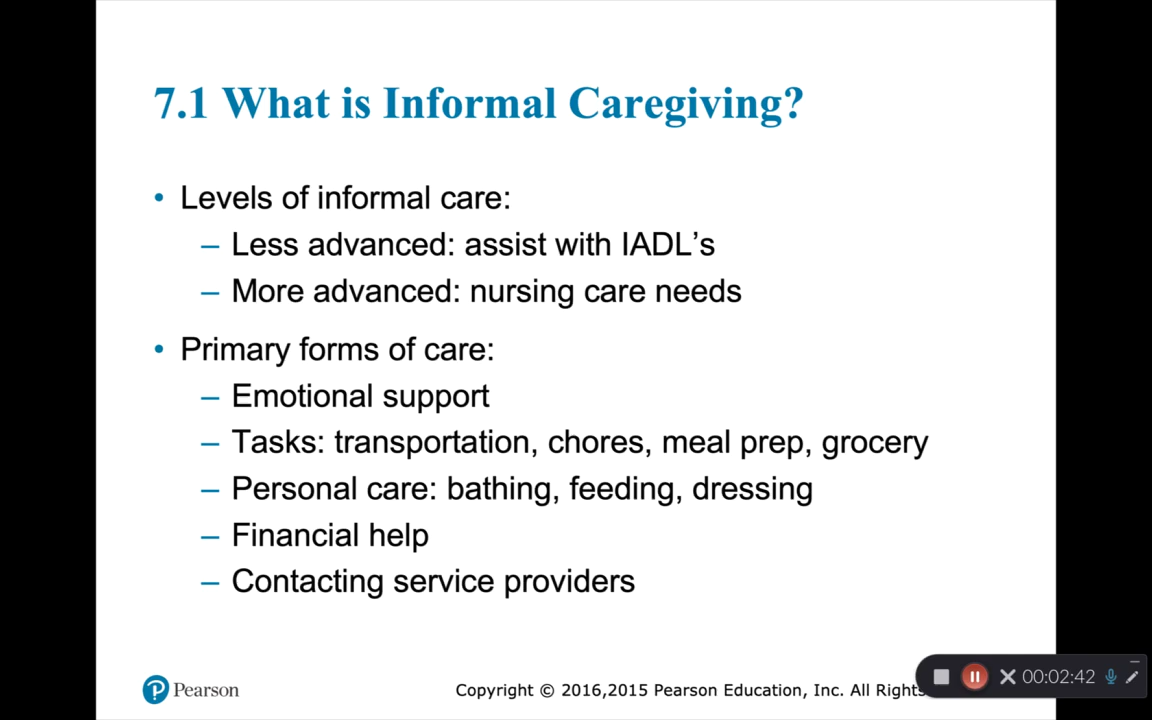 7.1 What is Informal Caregiving?
• Levels of informal care:
– Less advanced: assist with IADL’s
– More advanced: nursing care needs
• Primary forms of care:
– Emotional support
– Tasks: transportation, chores, meal prep, grocery
– Personal care: bathing, feeding, dressing
– Financial help
– Contacting service providers
P Pearson
Copyright © 2016,2015 Pearson Education, Inc. All Rights
00:02:42